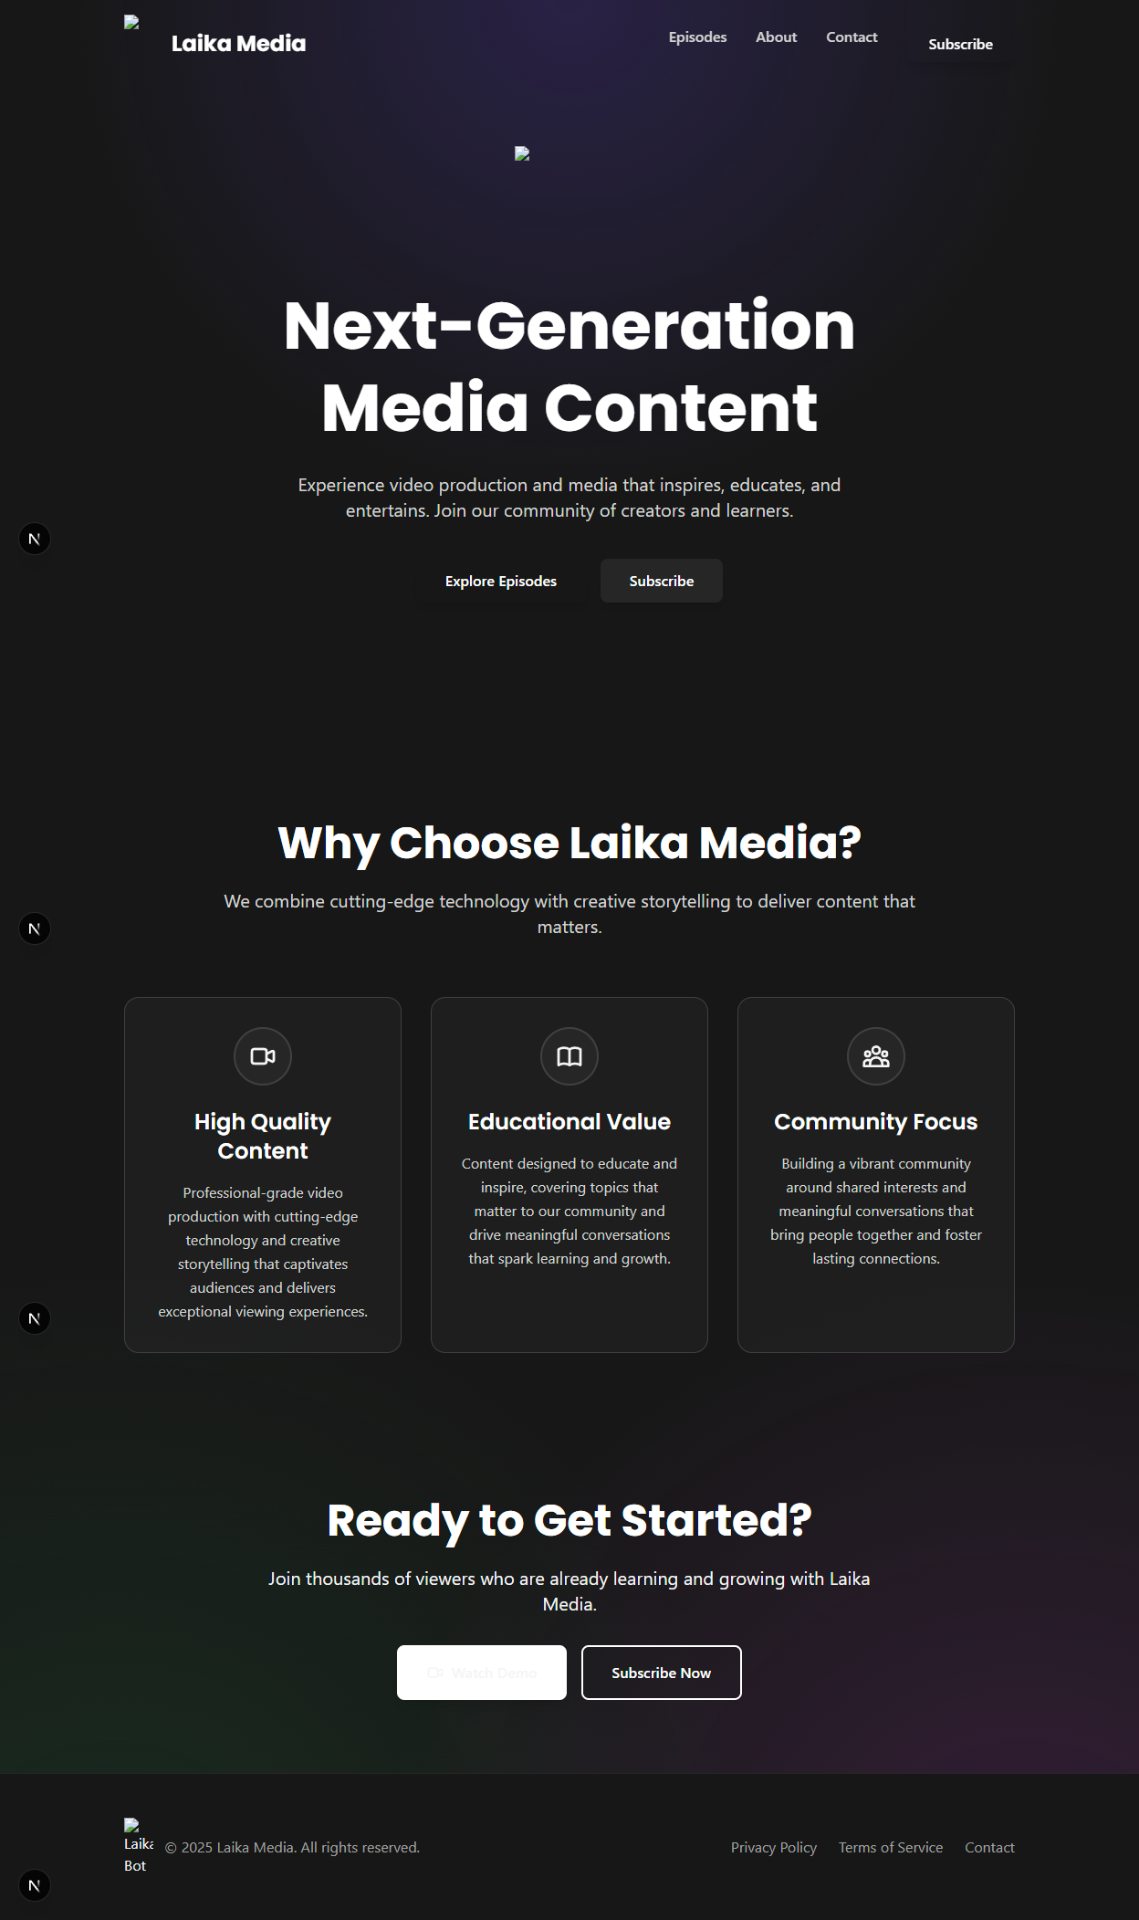 Laika Media
Episodes
About
Contact
Subscribe
Next-Generation
Media Content
Experience video production and media that inspires, educates, and
entertains. Join our community of creators and learners.
Explore Episodes
Subscribe
Why Choose Laika Media?
We combine cutting-edge technology with creative storytelling to deliver content that
matters.
High Quality
Content
Professional-grade video
production with cutting-edge
technology and creative
storytelling that captivates
audiences and delivers
exceptional viewing experiences.
Educational Value
Content designed to educate and
inspire, covering topics that
matter to our community and
drive meaningful conversations
that spark learning and growth.
Community Focus
Building a vibrant community
around shared interests and
meaningful conversations that
bring people together and foster
lasting connections.
Ready to Get Started?
Join thousands of viewers who are already learning and growing with Laika
Media.
Watch Demo
Subscribe Now
Laika
Bot
© 2025 Laika Media. All rights reserved.
Privacy Policy
Terms of Service
Contact